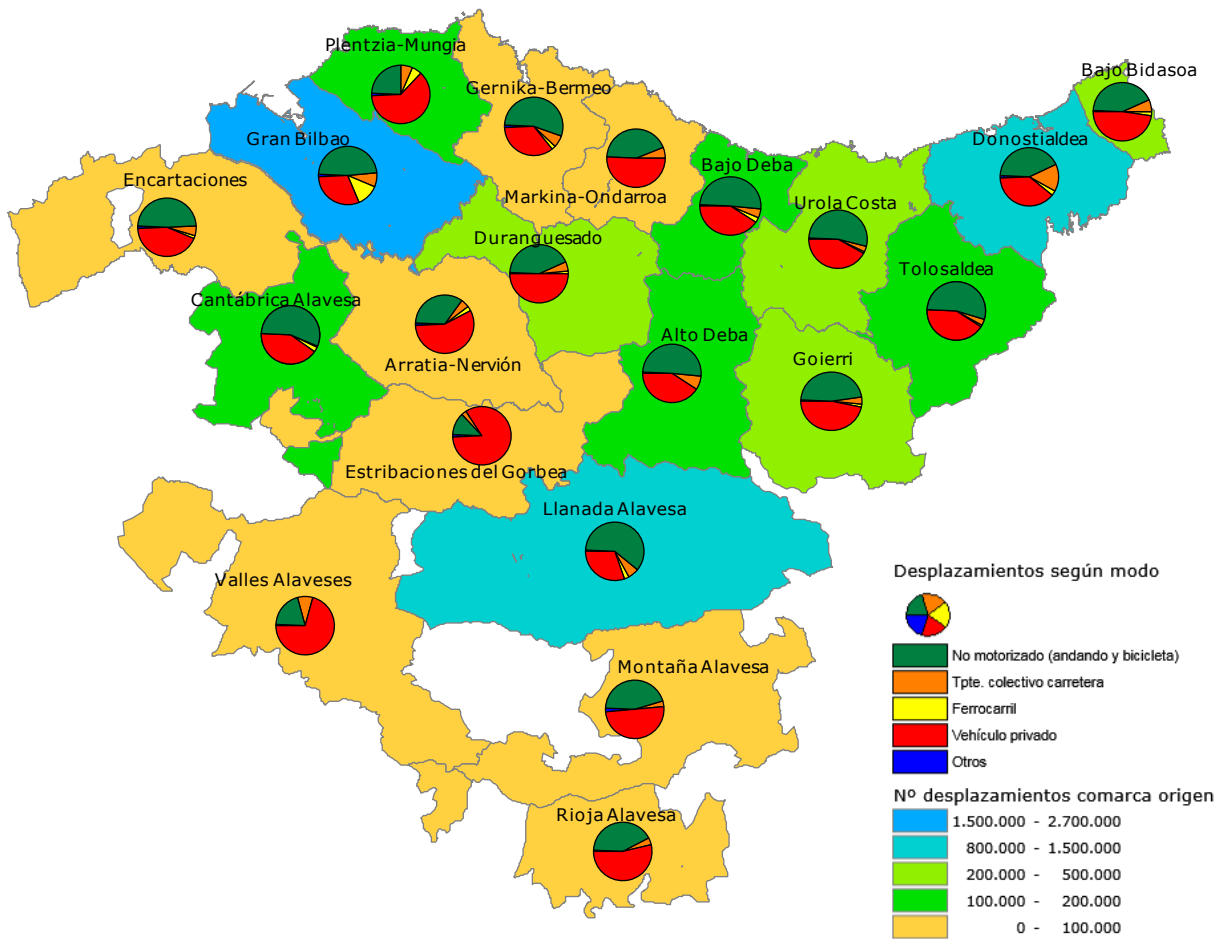 Plentzia-Mungia
Gernika-Bermeo
Bajo Bidasoa
Gran Bilbao
Donostialdea
Encartaciones
Markina-Ondarroa
Bajo Deba
Urola Costa
Duranguesado
Tolosaldea
Cantábrica Alavesa
Alto Deba
Arratia-Nervión
Goierri
Estribaciones del Gorbea
Llanada Alavesa
Valles Alaveses
Montaña Alavesa
Rioja Alavesa
Desplazamientos según modo
No motorizado (andando y bicicleta)
Tpte. colectivo carretera
Ferrocarril
Vehículo privado
Otros
Nº desplazamientos comarca origen
1.500.000 - 2.700.000
800.000 - 1.500.000
200.000 - 500.000
100.000 - 200.000
0 - 100.000